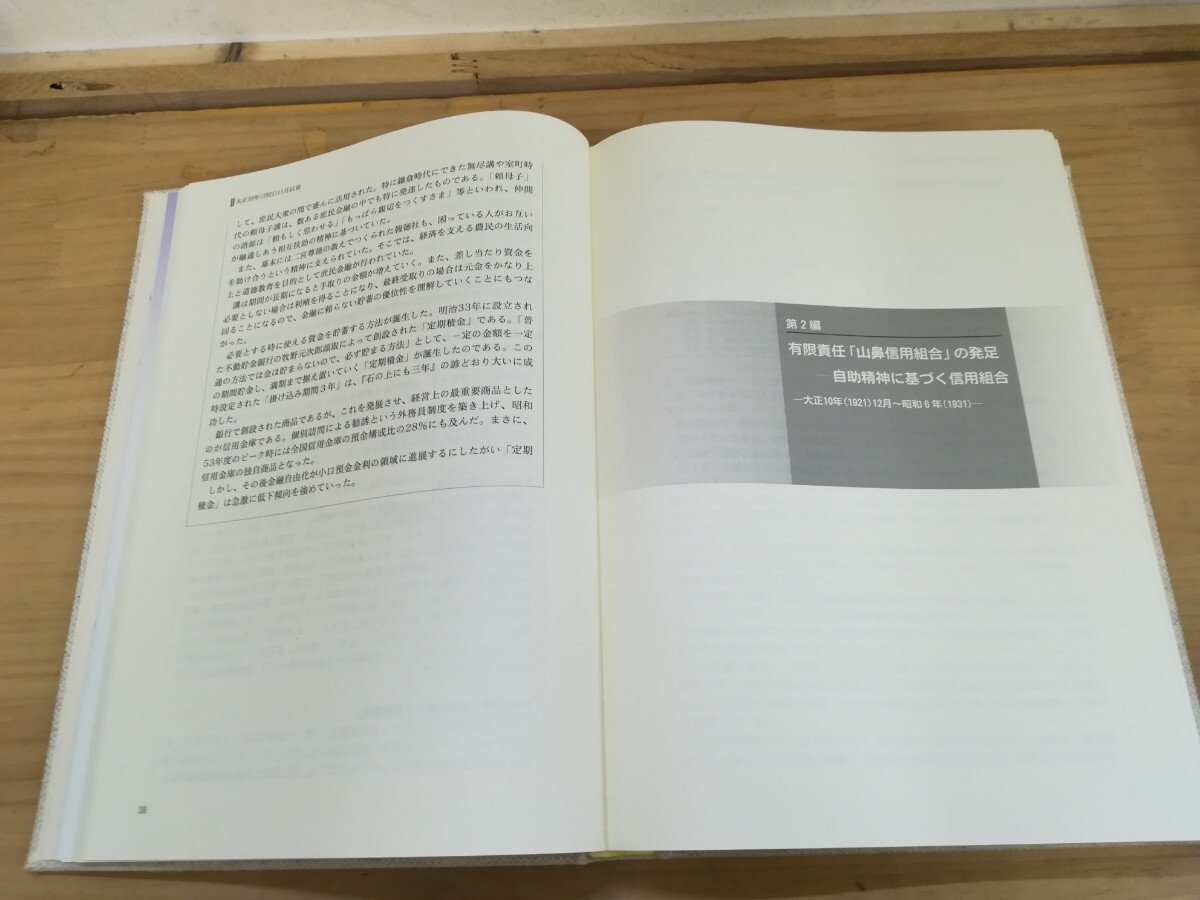 大正10年(1921)11月以前
して、庶民大衆の間で盛んに活用された。特に鎌倉時代にできた無尽講や室町時
代の頼母子講は、数ある庶民金融の中でも特に発達したものである。「頼母子」
の語源は「頼もしく思わせる」「もっぱら親切をつくすさま」等といわれ、仲間
が融通しあう相互扶助の精神に基づいていた。
また、幕末には二宮尊徳の教えでつくられた報徳社も、困っている人がお互い
を助け合うという精神に支えられていた。そこでは、経済を支える農民の生活向
上と道徳教育を目的として庶民金融が行われていた。
講は期間が長期になると手取りの金額が増えていく。また、差し当たり資金を
必要としない場合は利殖を得ることになり、最終受取りの場合は元金をかなり上
回ることになるので、金融に頼らない貯蓄の優位性を理解していくことにもつな
がった。
必要とする時に使える資金を貯蓄する方法が誕生した。明治33年に設立され
た不動貯金銀行の牧野元次郎頭取によって創設された「定期積金」である。「普
通の方法では金は貯まらないので、必ず貯まる方法」として、一定の金額を一定
の期間貯金し、満期まで据え置いていく「定期積金」が誕生したのである。この
時設定された「掛け込み期間3年」は、『石の上にも三年』の諺どおり大いに成
功した。
銀行で創設された商品であるが、これを発展させ、経営上の最重要商品とした
のが信用金庫である。個別訪問による勧誘という外務員制度を築き上げ、昭和
53年度のピーク時には全国信用金庫の預金構成比の28%にも及んだ。まさに、
信用金庫の独自商品となった。
しかし、その後金融自由化が小口預金金利の領域に進展するにしたがい「定期
積金」は急激に低下傾向を強めていった。
38
第2編
有限責任「山鼻信用組合」の発足
自助精神に基づく信用組合
―大正10年(1921)12月～昭和6年(1931)―